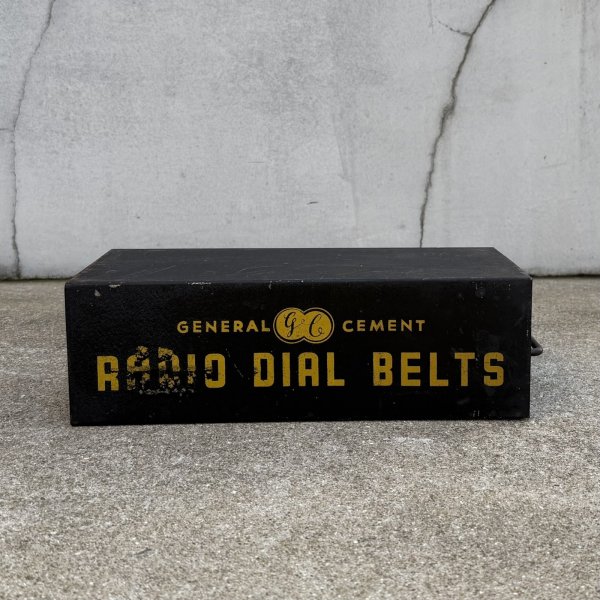 GENERAL GC CEMENT
RADIO DIAL BELTS